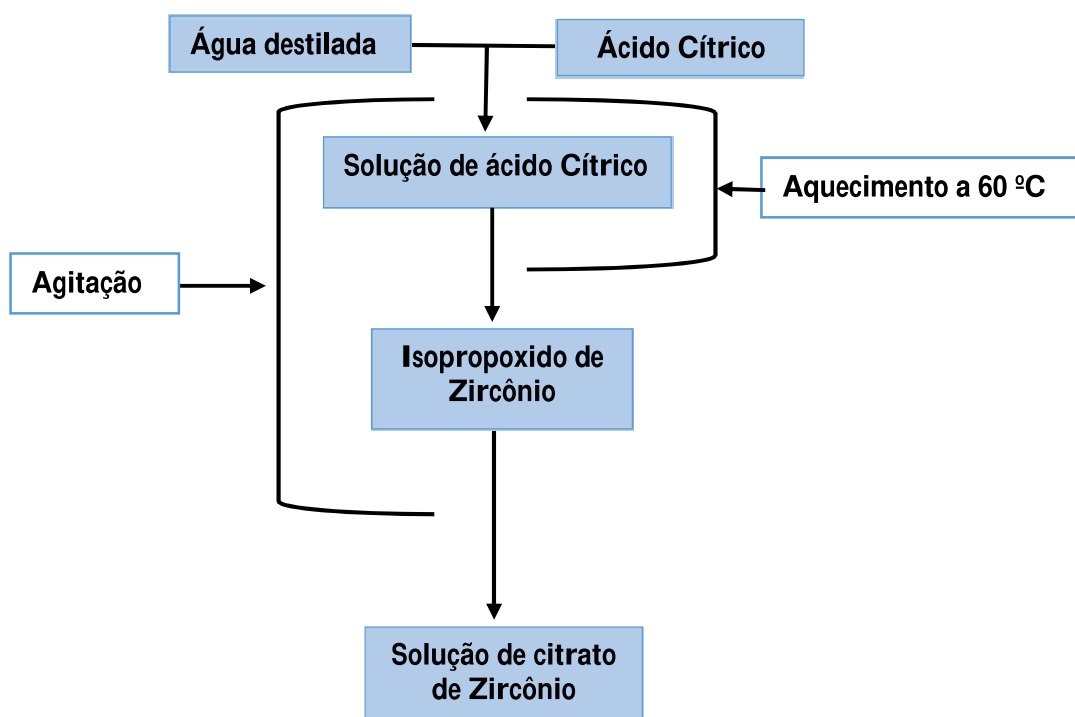 Água destilada
Ácido Cítrico
Solução de ácido Cítrico
Aquecimento a 60 ºC
Agitação
Isopropoxido de
Zircônio
Solução de citrato
de Zircônio